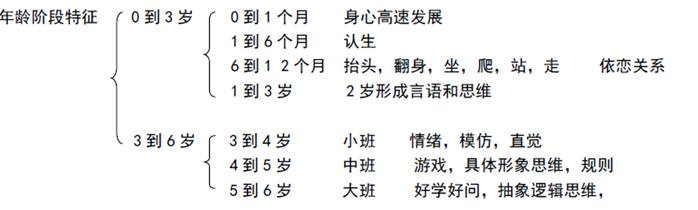 年龄阶段特征 0到3岁 0到1个月 身心高速发展
1到6个月 认生
6到12个月 抬头，翻身，坐，爬，站，走 依恋关系
1到3岁 2岁形成言语和思维
3到6岁 3到4岁 小班 情绪，模仿，直觉
4到5岁 中班 游戏，具体形象思维，规则
5到6岁 大班 好学好问，抽象逻辑思维，